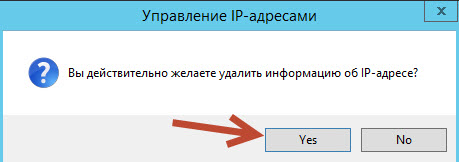 Управление IP-адресами
x
Вы действительно желаете удалить информацию об IP-адресе?
Yes
No